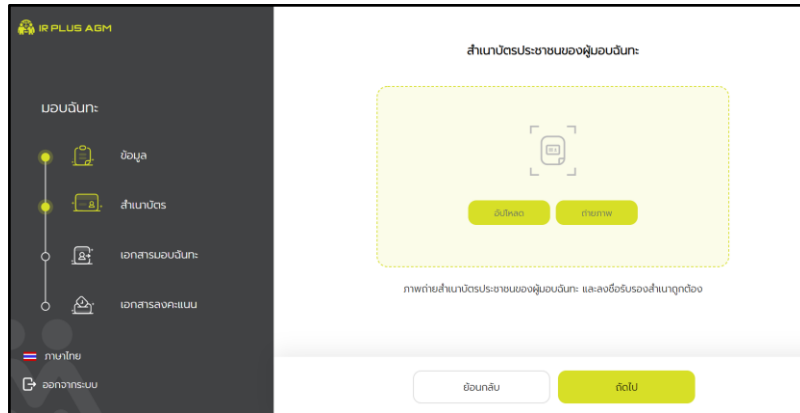 IR PLUS AGM
มอบฉันทะ
ข้อมูล
สำเนาบัตร
เอกสารมอบฉันทะ
เอกสารลงคะแนน
ภาษาไทย
ออกจากระบบ
สำเนาบัตรประชาชนของผู้มอบฉันทะ
อัปโหลด
ถ่ายภาพ
ภาพถ่ายสำเนาบัตรประชาชนของผู้มอบฉันทะ และลงชื่อรับรองสำเนาถูกต้อง
ย้อนกลับ
ถัดไป